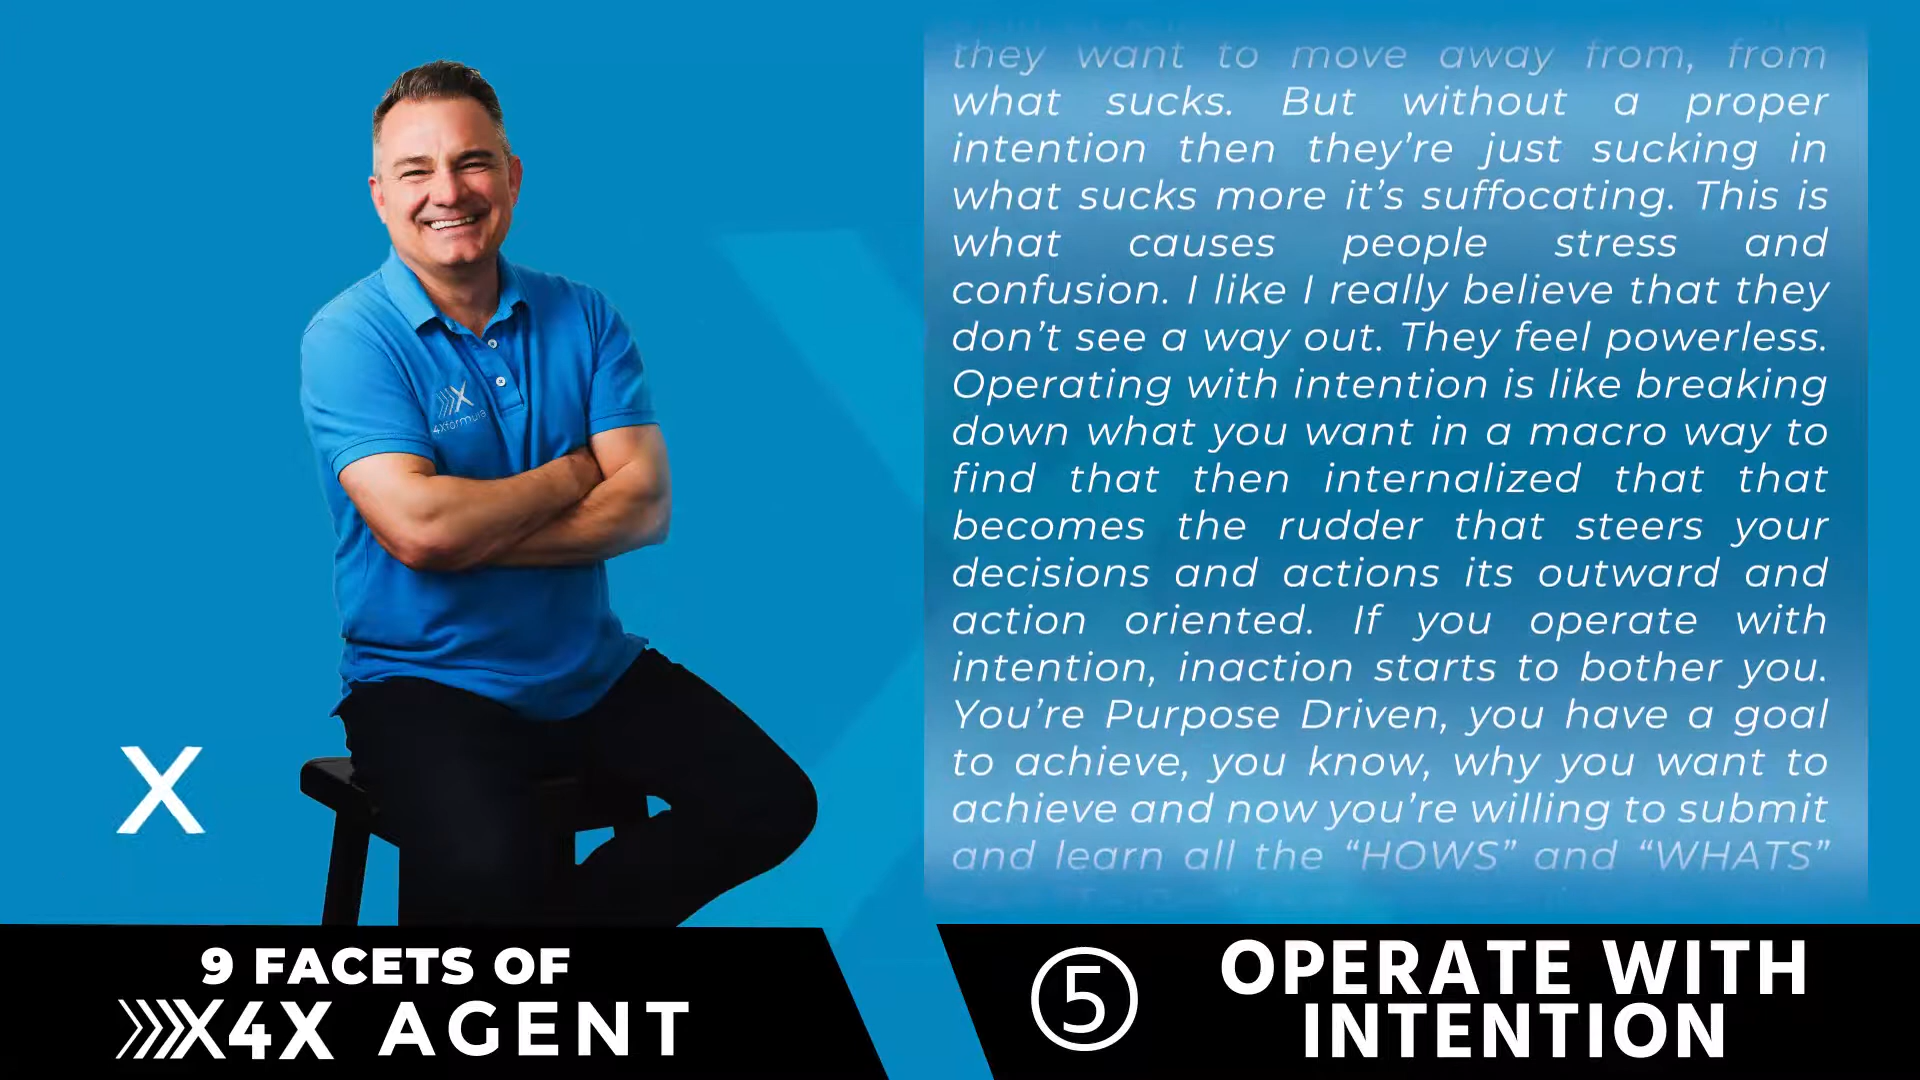 they want to move away from, from
what sucks. But without a proper
intention then they’re just sucking in
what sucks more it’s suffocating. This is
what causes people stress and
confusion. I like I really believe that they
don’t see a way out. They feel powerless.
Operating with intention is like breaking
down what you want in a macro way to
find that then internalized that that
becomes the rudder that steers your
decisions and actions its outward and
action oriented. If you operate with
intention, inaction starts to bother you.
You’re Purpose Driven, you have a goal
to achieve, you know, why you want to
achieve and now you’re willing to submit
and learn all the “HOWS” and “WHATS”
X
4Xformula
X
9 FACETS OF
X4X AGENT
5
OPERATE WITH
INTENTION